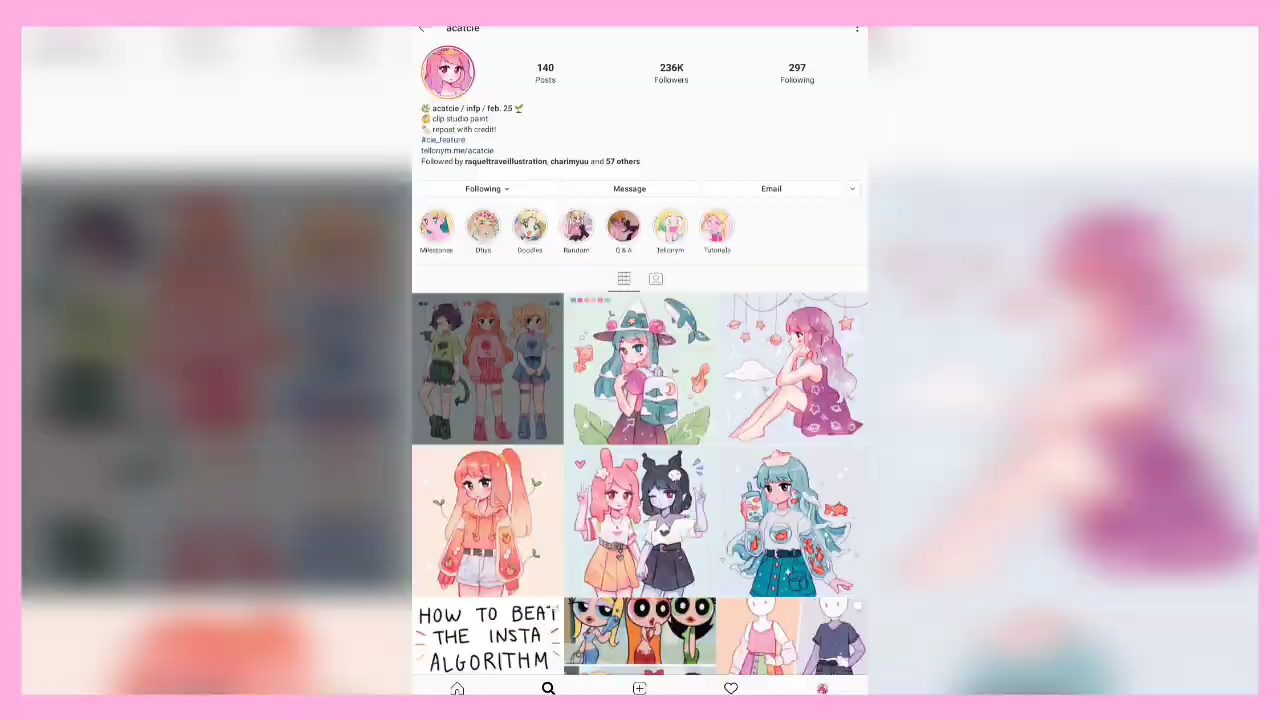 acatcie
140
Posts
236K
Followers
297
Following
acatcie / infp / feb. 25
clip studio paint
repost with credit!
#cie_feature
tellonym.me/acatcie
Followed by raqueltraveillustration, charimyuu and 57 others
Following
Message
Email
Milestones
Dtiys
Doodles
Random
Q & A
Tellonym
Tutorials
HOW TO BEAT
THE INSTA
ALGORITHM